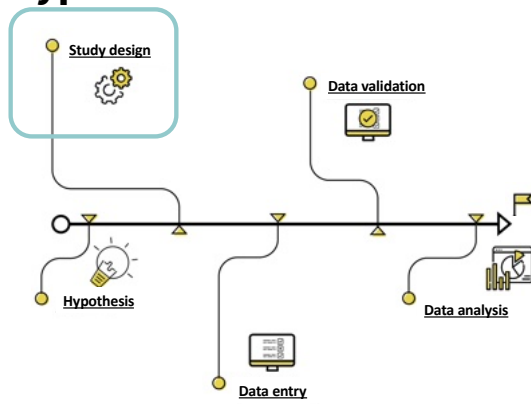 Study design
Data validation
Hypothesis
Data analysis
Data entry